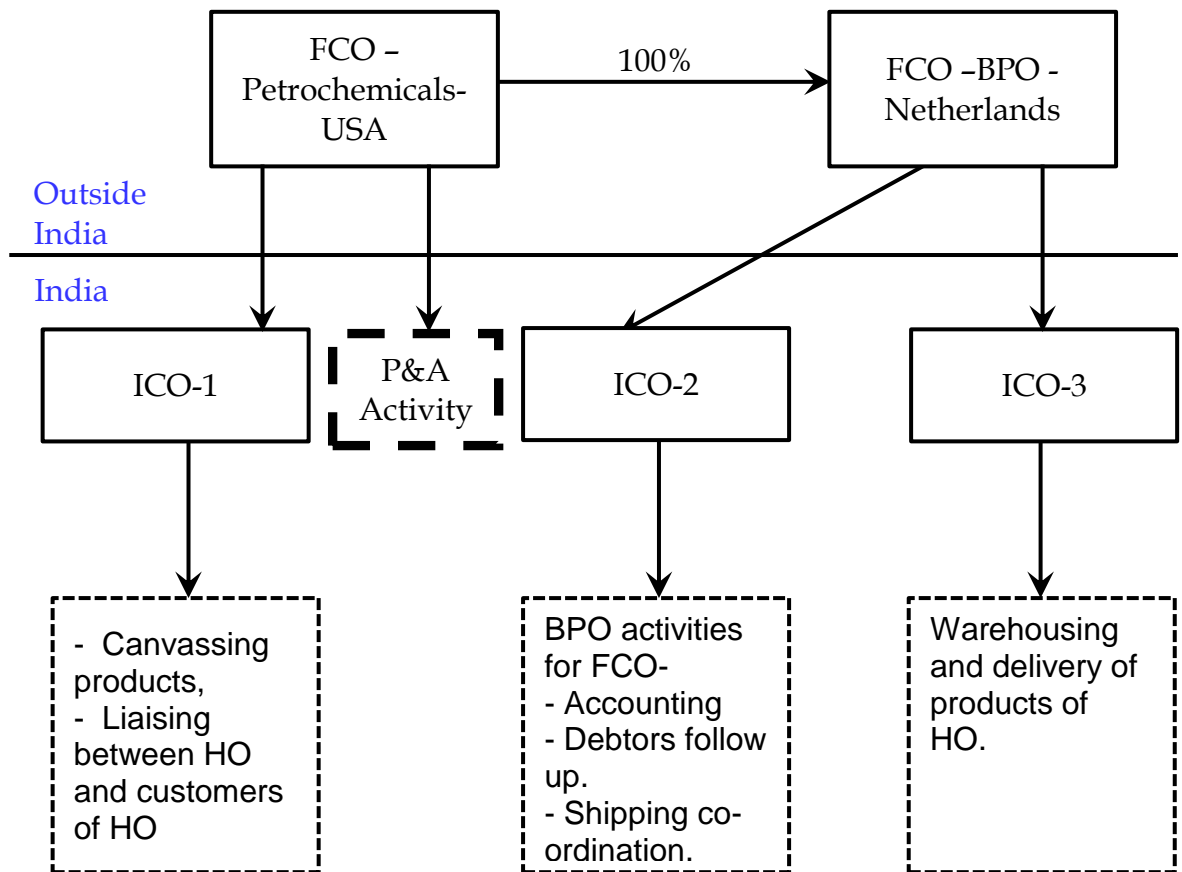 FCO –
Petrochemicals-
USA
100%
FCO –BPO -
Netherlands
Outside
India
India
ICO-1
P&A
Activity
ICO-2
ICO-3
- Canvassing
products,
- Liaising
between HO
and customers
of HO
BPO activities
for FCO-
- Accounting
- Debtors follow
up.
- Shipping co-
ordination.
Warehousing
and delivery of
products of
HO.